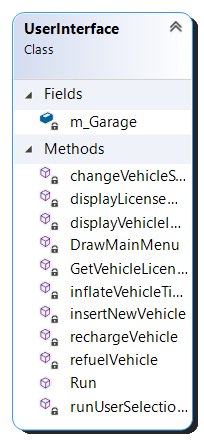 UserInterface
Class
Fields
m_Garage
Methods
changeVehicleS...
displayLicense...
displayVehicleI...
DrawMainMenu
GetVehicleLicen...
inflateVehicleTi...
insertNewVehicle
rechargeVehicle
refuelVehicle
Run
runUserSelectio...